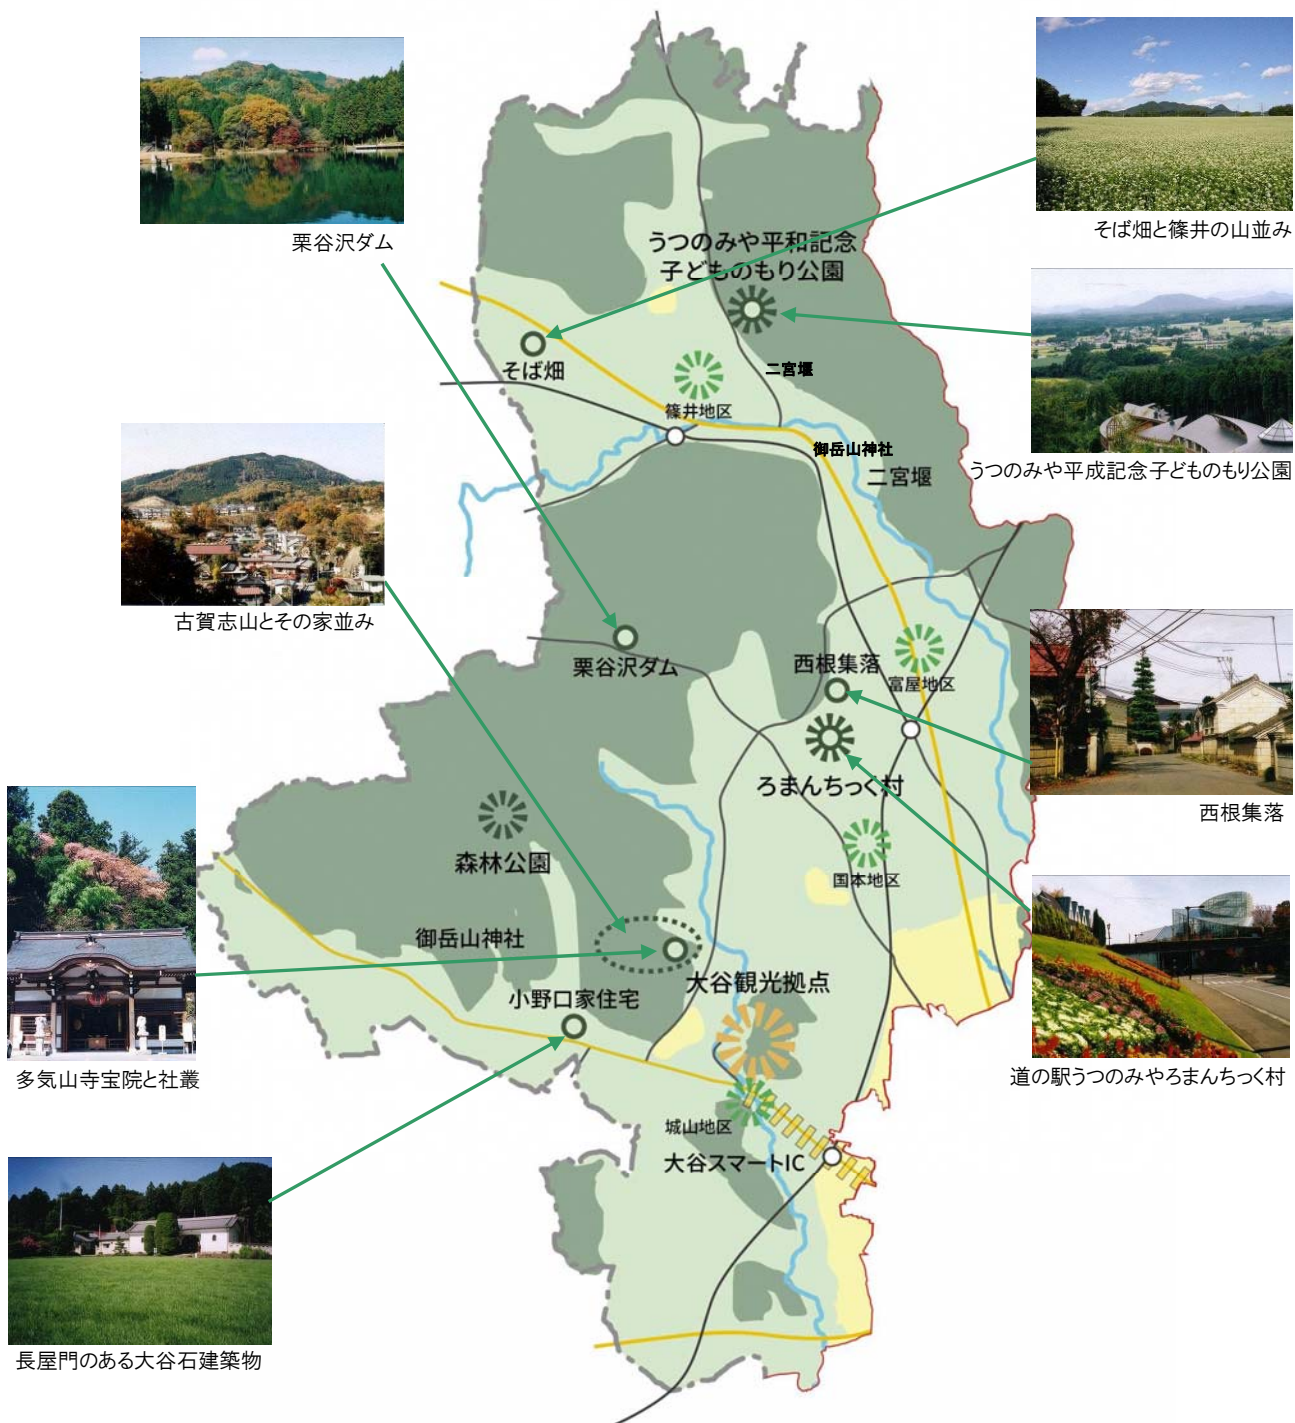 栗谷沢ダム
そば畑と篠井の山並み
うつのみや平和記念
子どものもり公園
そば畑
二宮堰
篠井地区
御岳山神社
二宮堰
うつのみや平成記念子どものもり公園
古賀志山とその家並み
栗谷沢ダム
西根集落
富屋地区
ろまんちっく村
西根集落
森林公園
国本地区
御岳山神社
大谷観光拠点
小野口家住宅
多気山寺宝院と社叢
道の駅うつのみやろまんちっく村
城山地区
大谷スマートIC
長屋門のある大谷石建築物